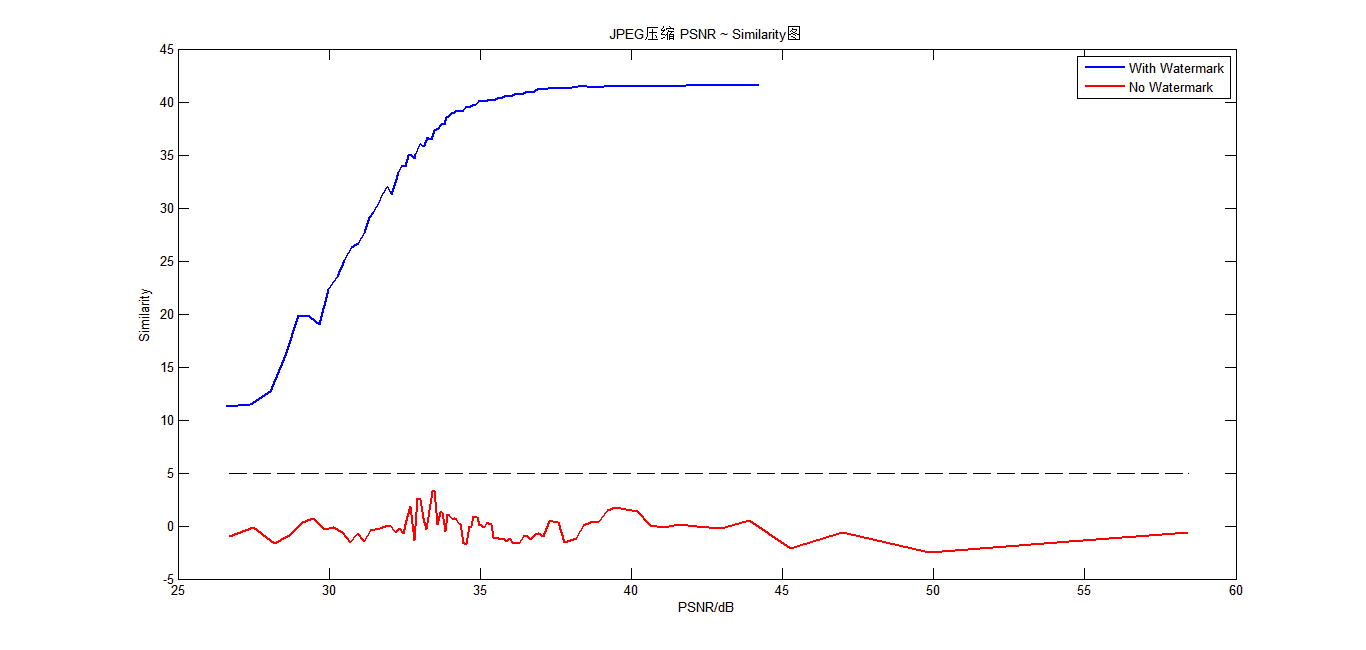 JPEG压缩 PSNR ~ Similarity图
With Watermark
No Watermark
45
40
35
30
25
20
15
10
5
0
-5
Similarity
25 30 35 40 45 50 55 60
PSNR/dB